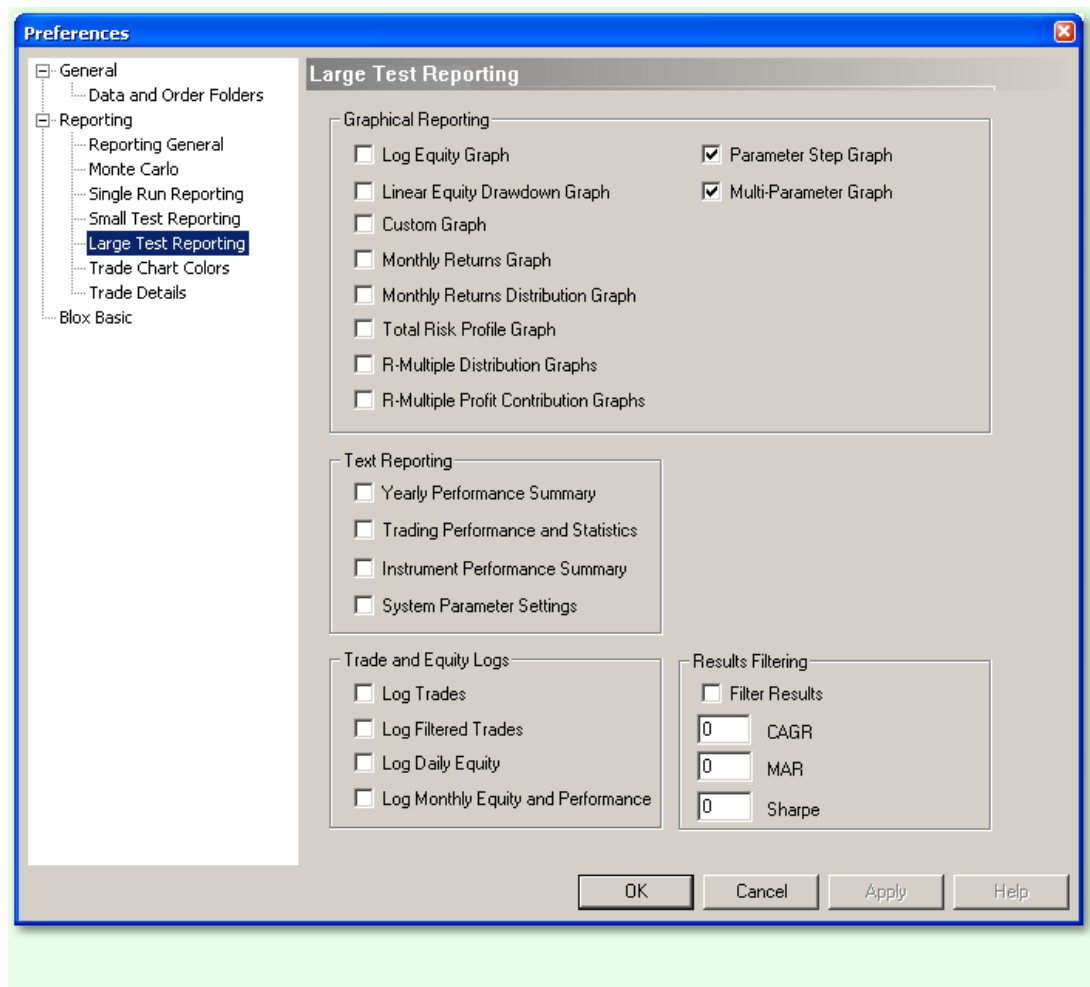 Preferences
General
Data and Order Folders
Reporting
Reporting General
Monte Carlo
Single Run Reporting
Small Test Reporting
Large Test Reporting
Trade Chart Colors
Trade Details
Blox Basic
Large Test Reporting
Graphical Reporting
Log Equity Graph
Linear Equity Drawdown Graph
Custom Graph
Monthly Returns Graph
Monthly Returns Distribution Graph
Total Risk Profile Graph
R-Multiple Distribution Graphs
R-Multiple Profit Contribution Graphs
Parameter Step Graph
Multi-Parameter Graph
Text Reporting
Yearly Performance Summary
Trading Performance and Statistics
Instrument Performance Summary
System Parameter Settings
Trade and Equity Logs
Log Trades
Log Filtered Trades
Log Daily Equity
Log Monthly Equity and Performance
Results Filtering
Filter Results
0 CAGR
0 MAR
0 Sharpe
OK Cancel Apply Help